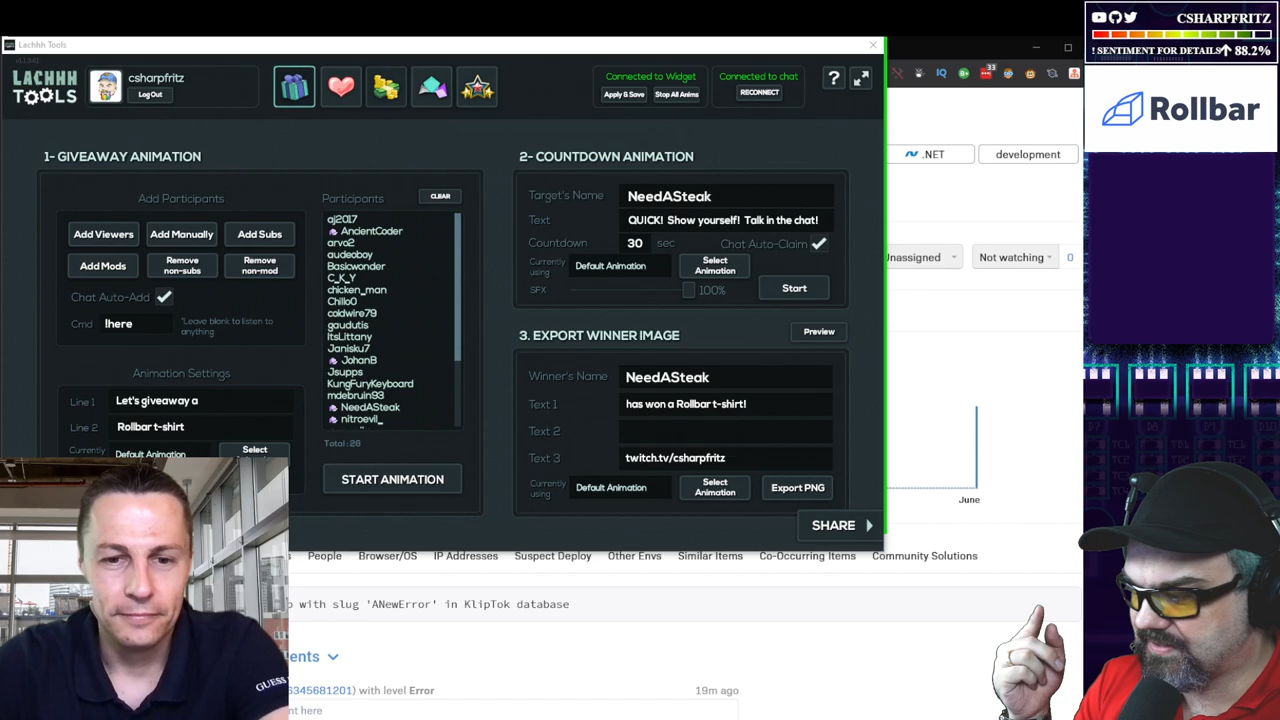 Lachhh Tools
LACHHH TOOLS
csharpfritz
Log Out
Connected to Widget
Apply & Save
Stop All Anims
Connected to chat
RECONNECT
?
1- GIVEAWAY ANIMATION
Add Participants
Add Viewers
Add Manually
Add Subs
Add Mods
Remove non-subs
Remove non-mod
Chat Auto-Add
Cmd
!here
*Leave blank to listen to anything
Animation Settings
Line 1
Let's giveaway a
Line 2
Rollbar t-shirt
Currently
Default Animation
Select
Participants
CLEAR
aj2017
AncientCoder
arvo2
audeoboy
Basicwonder
C_K_Y
chicken_man
Chillo0
coldwire79
gaudutis
ItsLittany
Janisku7
JohanB
Jsupps
KungFuryKeyboard
mdebruin93
NeedASteak
nitroevil_
Total : 26
START ANIMATION
2- COUNTDOWN ANIMATION
Target's Name
NeedASteak
Text
QUICK! Show yourself! Talk in the chat!
Countdown
30
sec
Chat Auto-Claim
Currently using
Default Animation
Select Animation
SFX
100%
Start
3. EXPORT WINNER IMAGE
Preview
Winner's Name
NeedASteak
Text 1
has won a Rollbar t-shirt!
Text 2
Text 3
twitch.tv/csharpfritz
Currently using
Default Animation
Select Animation
Export PNG
SHARE
33
.NET
development
Unassigned
Not watching
0
June
People
Browser/OS
IP Addresses
Suspect Deploy
Other Envs
Similar Items
Co-Occurring Items
Community Solutions
with slug 'ANewError' in KlipTok database
6345681201) with level Error
19m ago
CSHARPFRITZ
! SENTIMENT FOR DETAILS
88.2%
Rollbar
D7
D8
D9
GUESS